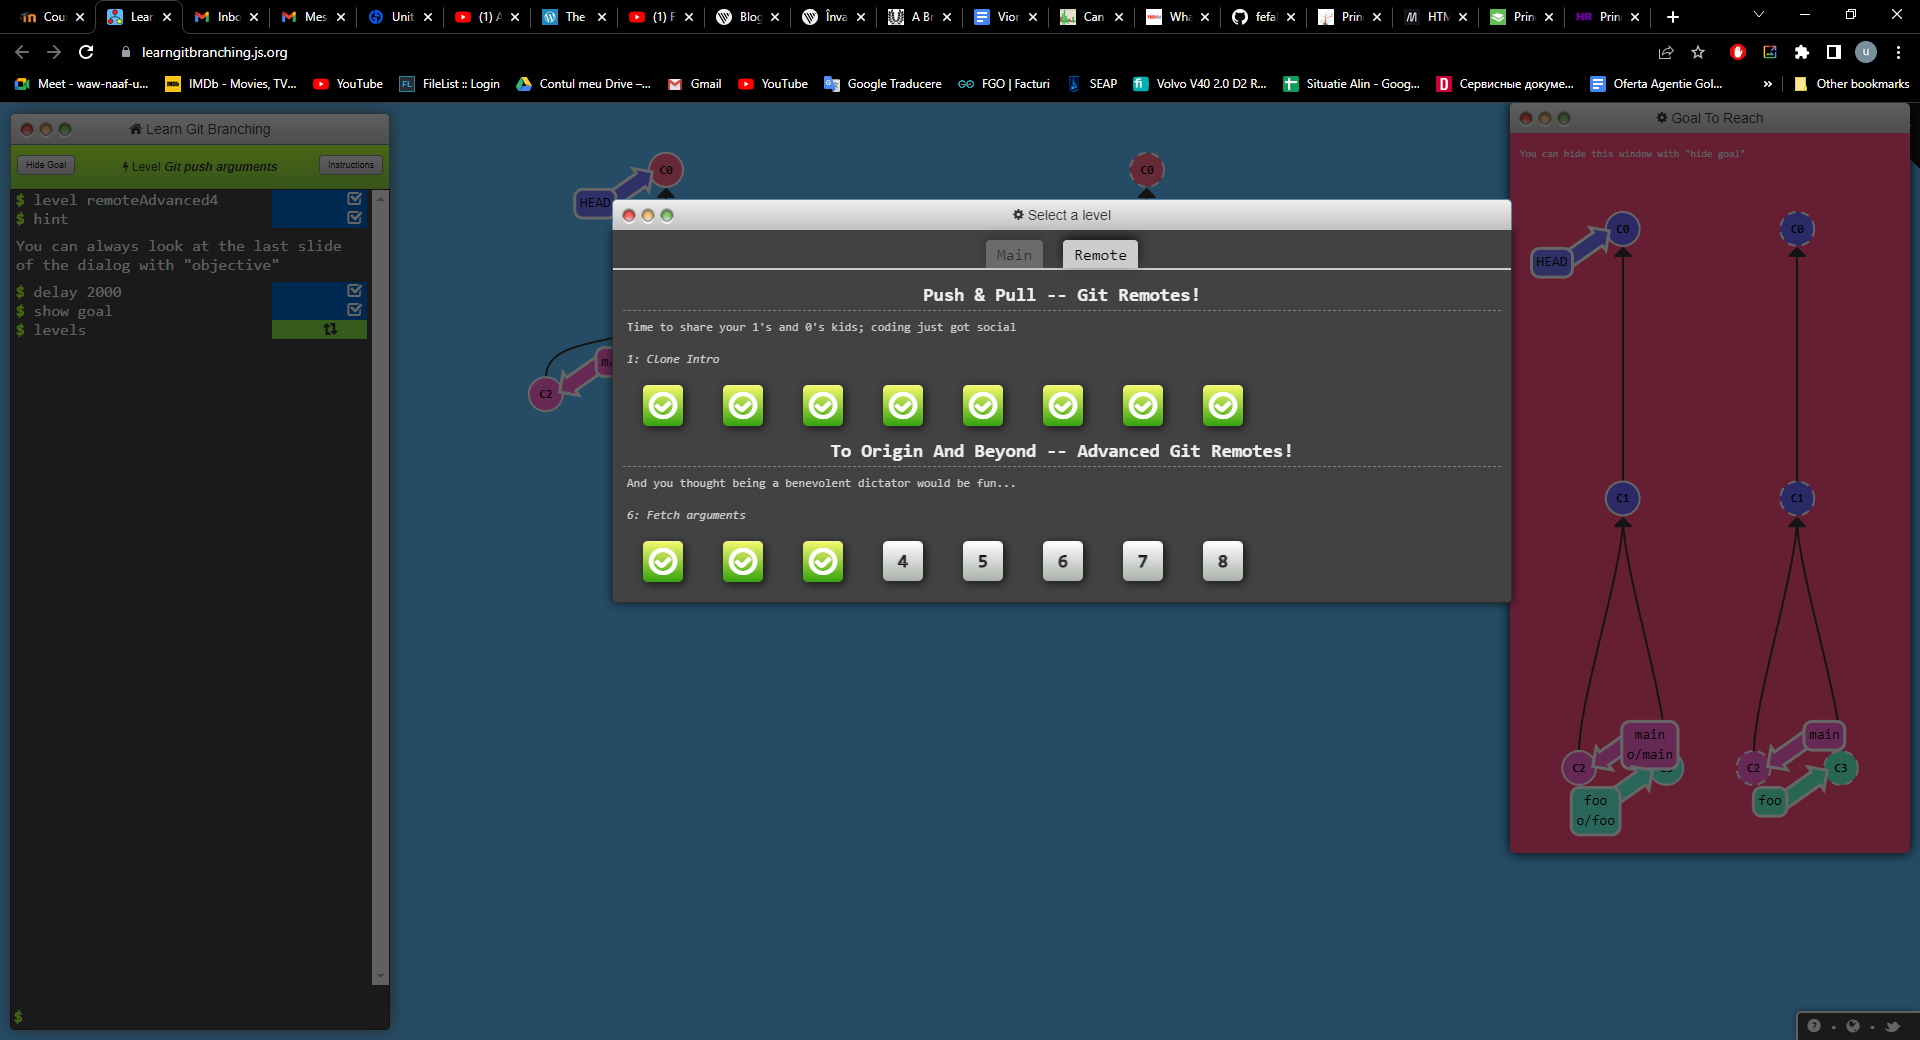 Cou
Lear
Inbo
Mes
Unit
(1) A
The
(1) F
Blog
Înva
A Br
Vior
Can
Wha
fefa
Prin
HTM
Prin
HR Prin
learngitbranching.js.org
u
Meet - waw-naaf-u...
IMDb - Movies, TV...
YouTube
FL FileList :: Login
Contul meu Drive –...
Gmail
YouTube
Google Traducere
FGO | Facturi
SEAP
fi Volvo V40 2.0 D2 R...
Situatie Alin - Goog...
D Сервисные докуме...
Oferta Agentie Gol...
»
Other bookmarks
Learn Git Branching
Hide Goal
Level Git push arguments
Instructions
$ level remoteAdvanced4
$ hint
You can always look at the last slide
of the dialog with "objective"
$ delay 2000
$ show goal
$ levels
$
C0
HEAD
C0
C2
ma
Select a level
Main
Remote
Push & Pull -- Git Remotes!
Time to share your 1's and 0's kids; coding just got social
1: Clone Intro
To Origin And Beyond -- Advanced Git Remotes!
And you thought being a benevolent dictator would be fun...
6: Fetch arguments
4 5 6 7 8
Goal To Reach
You can hide this window with "hide goal"
C0
HEAD
C0
C1
C1
main
o/main
main
C2
C2
C3
foo
o/foo
foo